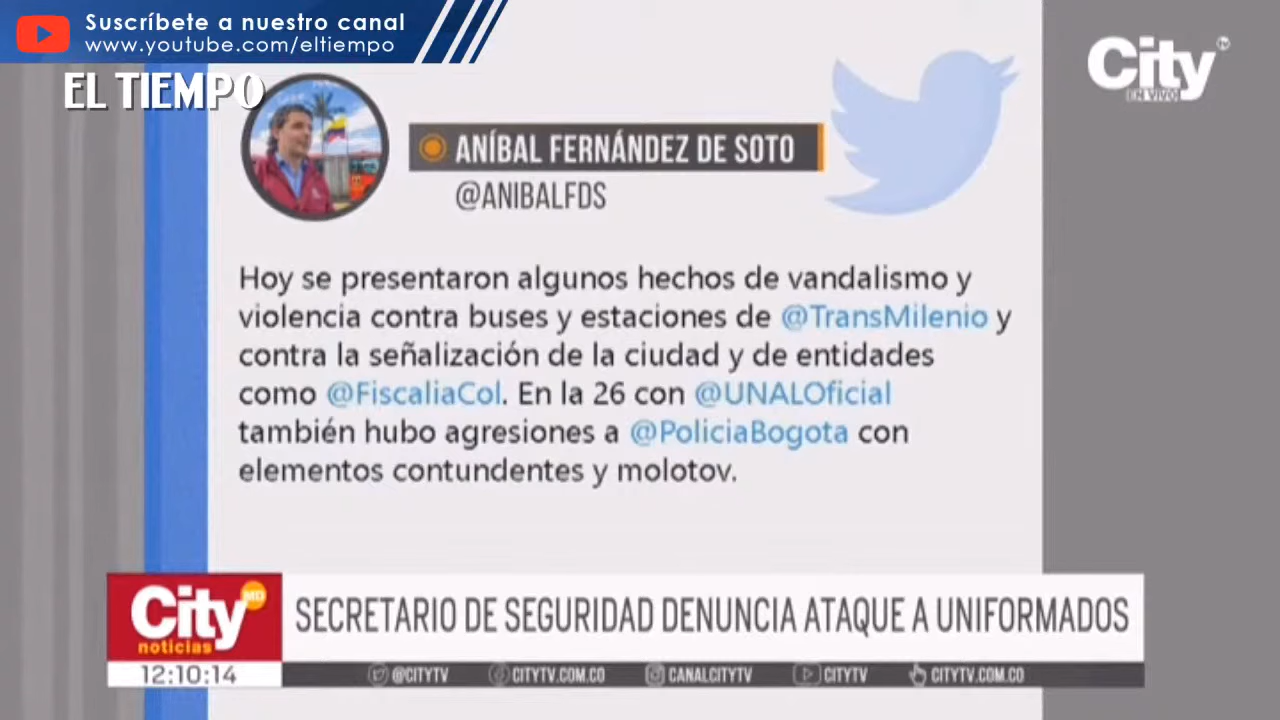 Suscríbete a nuestro canal
www.youtube.com/eltiempo
EL TIEMPO
City tv
EN VIVO
ANÍBAL FERNÁNDEZ DE SOTO
@ANIBALFDS
Hoy se presentaron algunos hechos de vandalismo y
violencia contra buses y estaciones de @TransMilenio y
contra la señalización de la ciudad y de entidades
como @FiscaliaCol. En la 26 con @UNALOficial
también hubo agresiones a @PoliciaBogota con
elementos contundentes y molotov.
City MD
noticias
SECRETARIO DE SEGURIDAD DENUNCIA ATAQUE A UNIFORMADOS
12:10:14
@CITYTV CITYTV.COM.CO CANALCITYTV CITYTV CITYTV.COM.CO